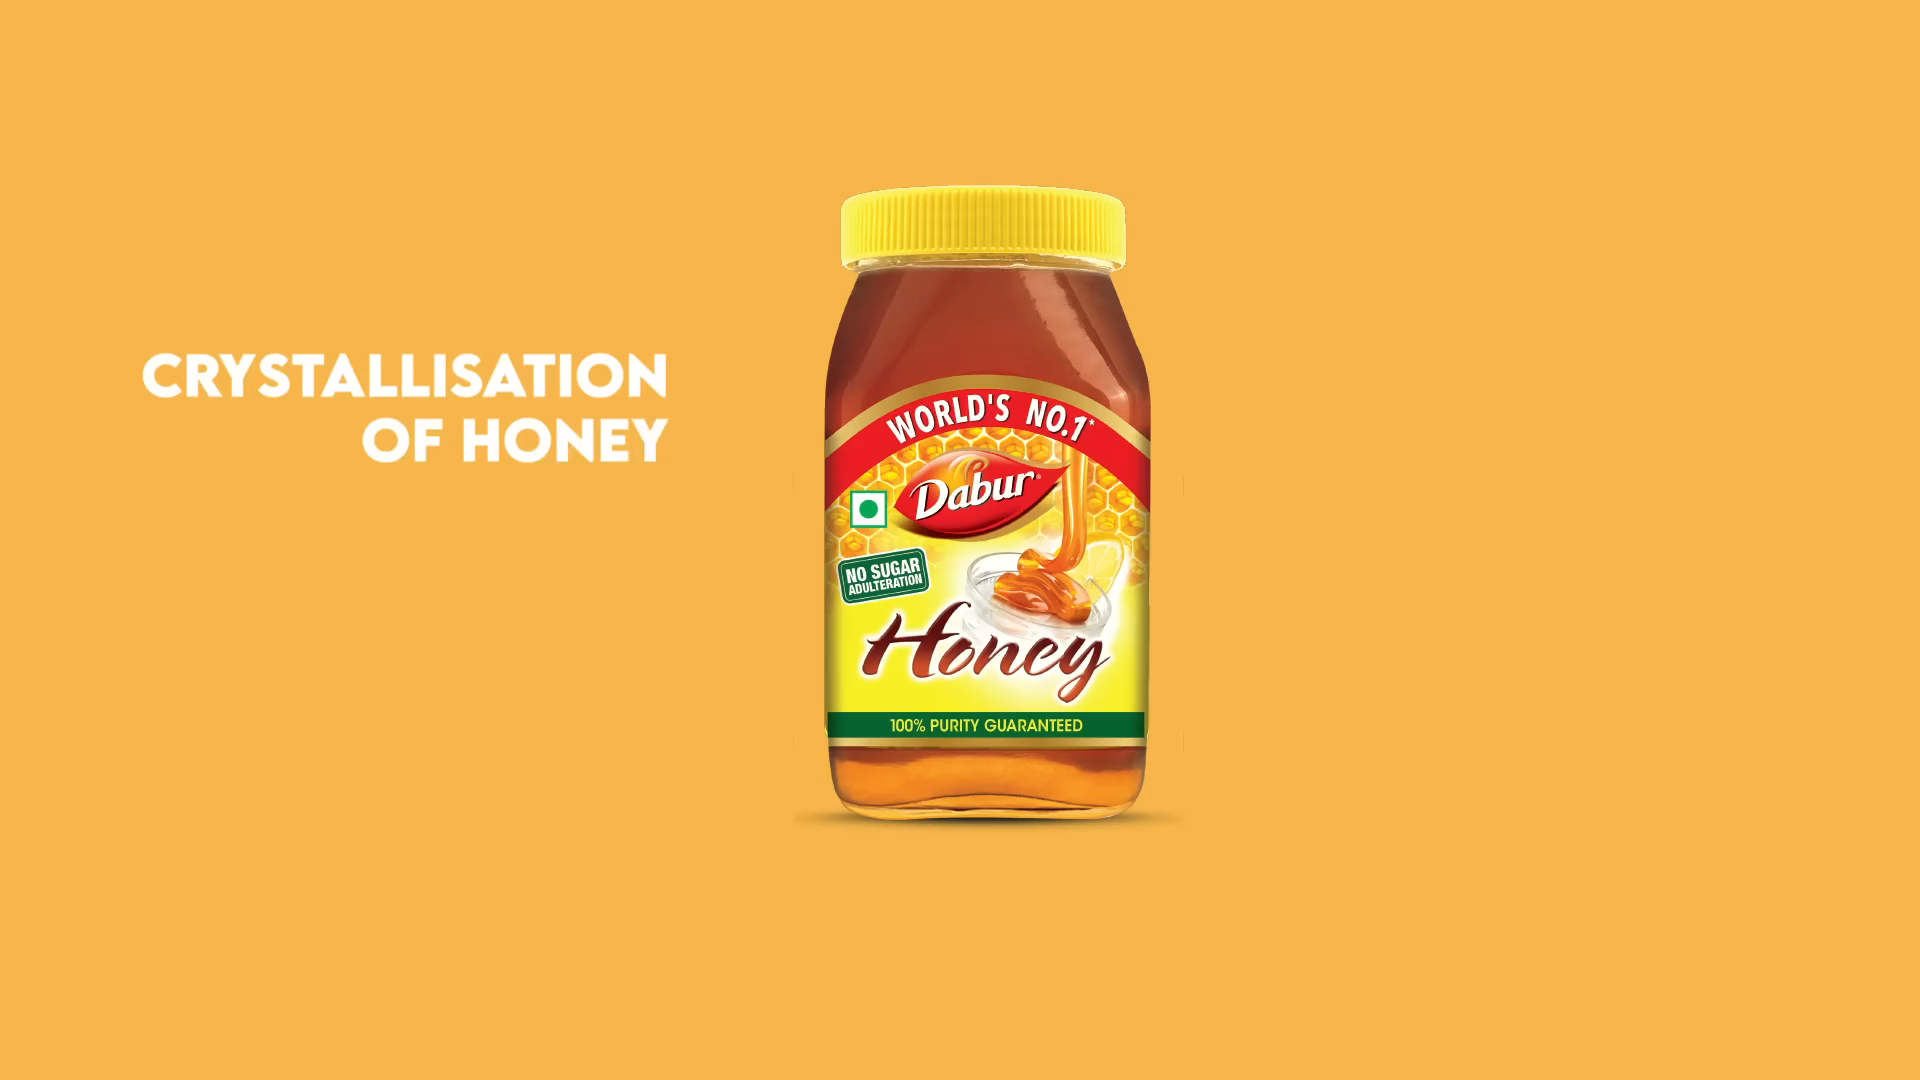 CRYSTALLISATION
OF HONEY
WORLD'S NO.1*
Dabur®
NO SUGAR
ADULTERATION
Honey
100% PURITY GUARANTEED